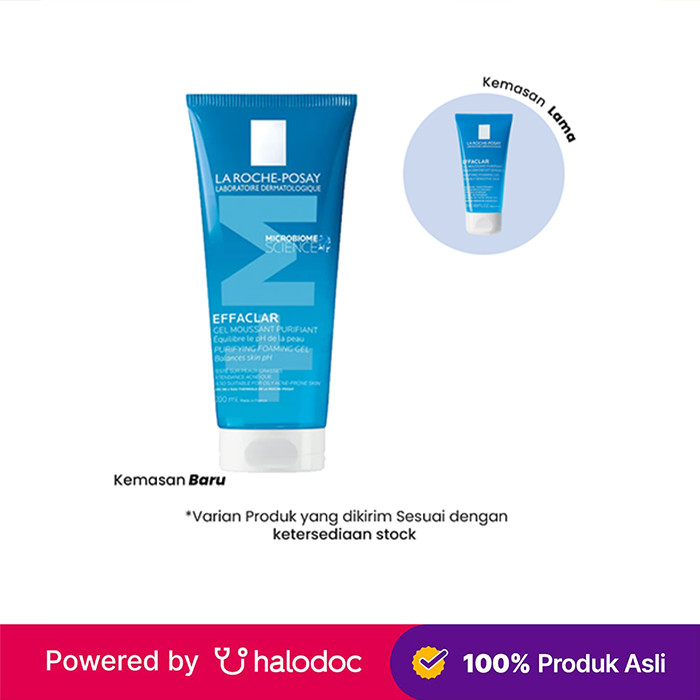 Kemasan Lama
LA ROCHE-POSAY
LABORATOIRE DERMATOLOGIQUE
M
MICROBIOME
SCIENCE
EFFACLAR
GEL MOUSSANT PURIFIANT
Équilibre le pH de la peau
PURIFYING FOAMING GEL
Balances skin pH
200 ml
EFFACLAR
Kemasan Baru
*Varian Produk yang dikirim Sesuai dengan
ketersediaan stock
Powered by halodoc
100% Produk Asli